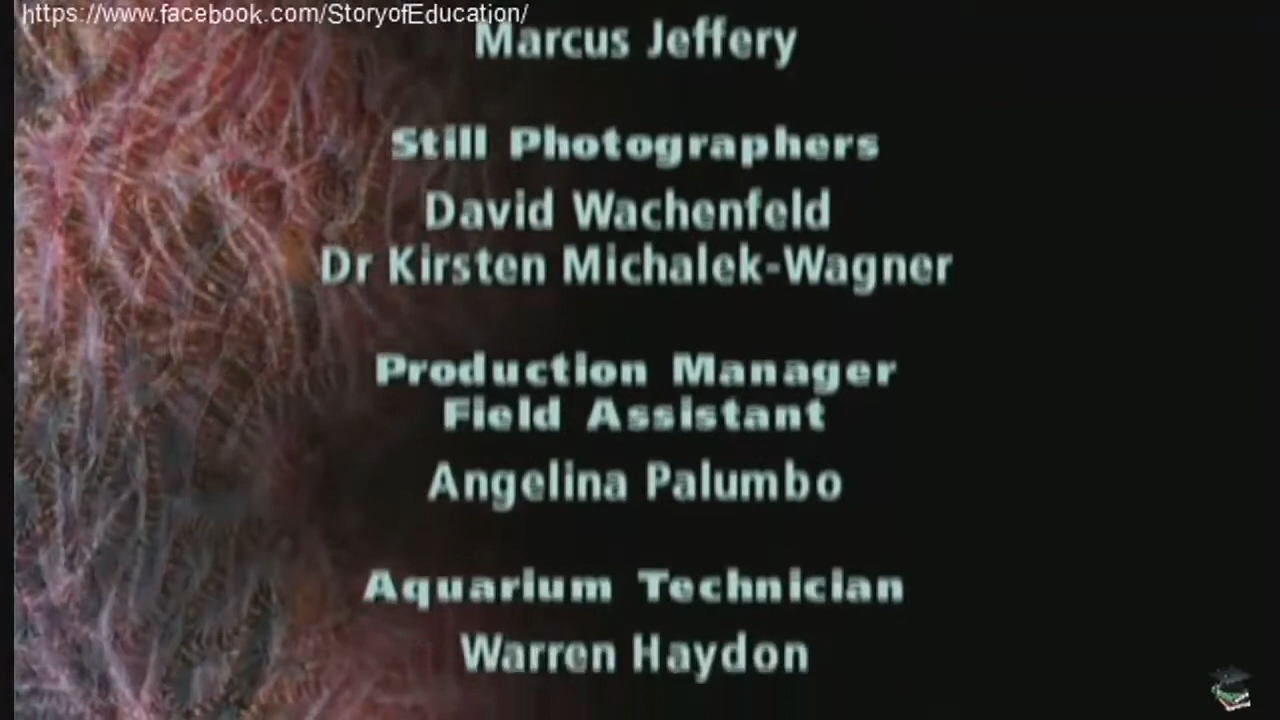 https://www.facebook.com/StoryofEducation/
Marcus Jeffery
Still Photographers
David Wachenfeld
Dr Kirsten Michalek-Wagner
Production Manager
Field Assistant
Angelina Palumbo
Aquarium Technician
Warren Haydon